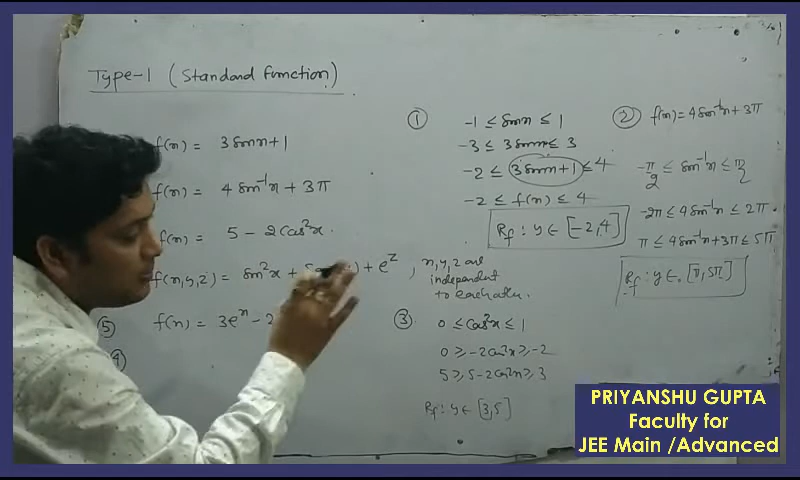 Type-1 (Standard function)
f(x) = 3 sin x + 1
f(x) = 4 sin⁻¹x + 3π
f(x) = 5 - 2cos²x.
f(x,y,z) = sin²x + + e^z , x,y,z are
independent
to each other.
⑤ f(x) = 3eˣ - 2
④
① -1 ≤ sin x ≤ 1
-3 ≤ 3 sin x ≤ 3
-2 ≤ 3 sin x + 1 ≤ 4
-2 ≤ f(x) ≤ 4
Rf : y ∈ [-2,4]
② f(x) = 4 sin⁻¹x + 3π
-π/2 ≤ sin⁻¹x ≤ π/2
-2π ≤ 4 sin⁻¹x ≤ 2π
π ≤ 4 sin⁻¹x + 3π ≤ 5π
Rf : y ∈ [π, 5π]
③ 0 ≤ cos²x ≤ 1
0 ≥ -2cos²x ≥ -2
5 ≥ 5-2cos²x ≥ 3
Rf : y ∈ [3,5]
PRIYANSHU GUPTA
Faculty for
JEE Main /Advanced